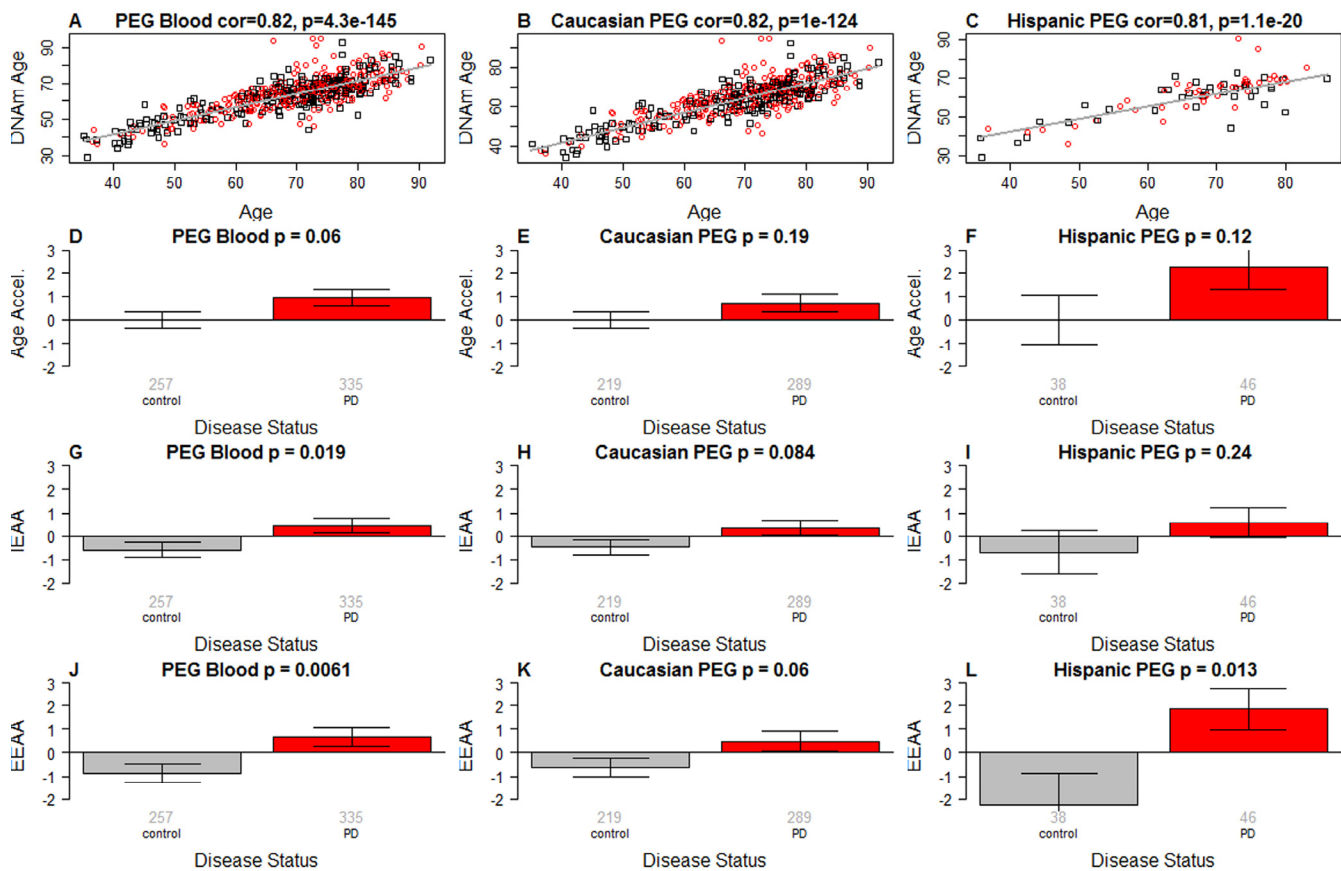 A PEG Blood cor=0.82, p=4.3e-145
B Caucasian PEG cor=0.82, p=1e-124
C Hispanic PEG cor=0.81, p=1.1e-20
DNAm Age
30 50 70 90
40 50 60 70 80 90
Age
DNAm Age
40 60 80
40 50 60 70 80 90
Age
DNAm Age
30 50 70 90
40 50 60 70 80
Age
D PEG Blood p = 0.06
E Caucasian PEG p = 0.19
F Hispanic PEG p = 0.12
Age Accel.
-2 -1 0 1 2 3
257 335
control PD
Disease Status
Age Accel.
-2 -1 0 1 2 3
219 289
control PD
Disease Status
Age Accel.
-2 -1 0 1 2 3
38 46
control PD
Disease Status
G PEG Blood p = 0.019
H Caucasian PEG p = 0.084
I Hispanic PEG p = 0.24
IEAA
-2 -1 0 1 2 3
257 335
control PD
Disease Status
IEAA
-2 -1 0 1 2 3
219 289
control PD
Disease Status
IEAA
-2 -1 0 1 2 3
38 46
control PD
Disease Status
J PEG Blood p = 0.0061
K Caucasian PEG p = 0.06
L Hispanic PEG p = 0.013
EEAA
-2 -1 0 1 2 3
257 335
control PD
Disease Status
EEAA
-2 -1 0 1 2 3
219 289
control PD
Disease Status
EEAA
-2 -1 0 1 2 3
38 46
control PD
Disease Status